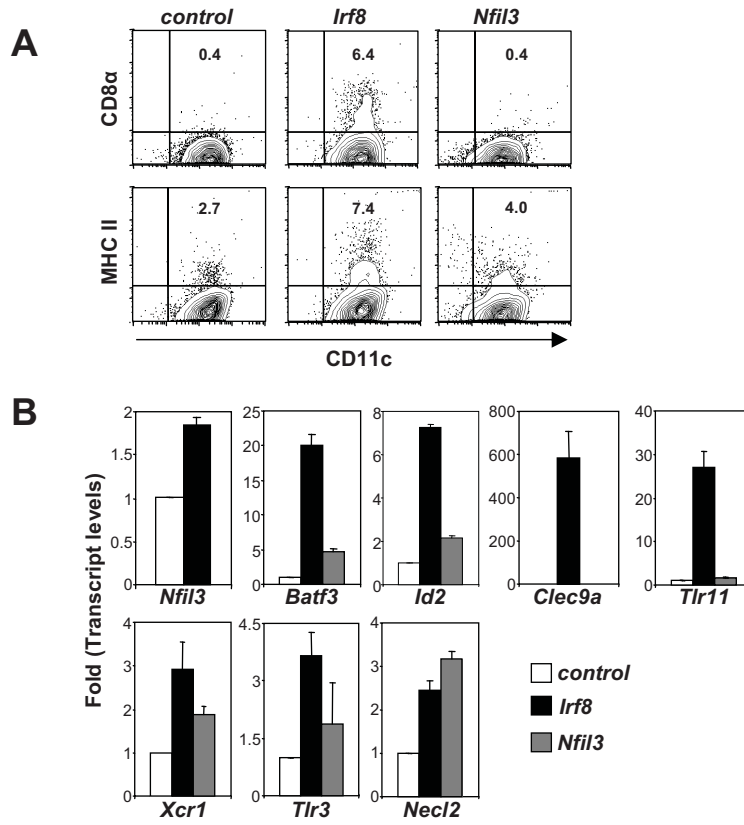 control Irf8 Nfil3
A
CD8α
0.4 6.4 0.4
MHC II
2.7 7.4 4.0
CD11c
B
Fold (Transcript levels)
2
1.5
1
0.5
0
Nfil3
25
20
15
10
5
0
Batf3
8
6
4
2
0
Id2
800
600
400
200
0
Clec9a
40
30
20
10
0
Tlr11
4
3
2
1
0
Xcr1
4.5
3
1.5
0
Tlr3
4
3
2
1
0
Necl2
control
Irf8
Nfil3